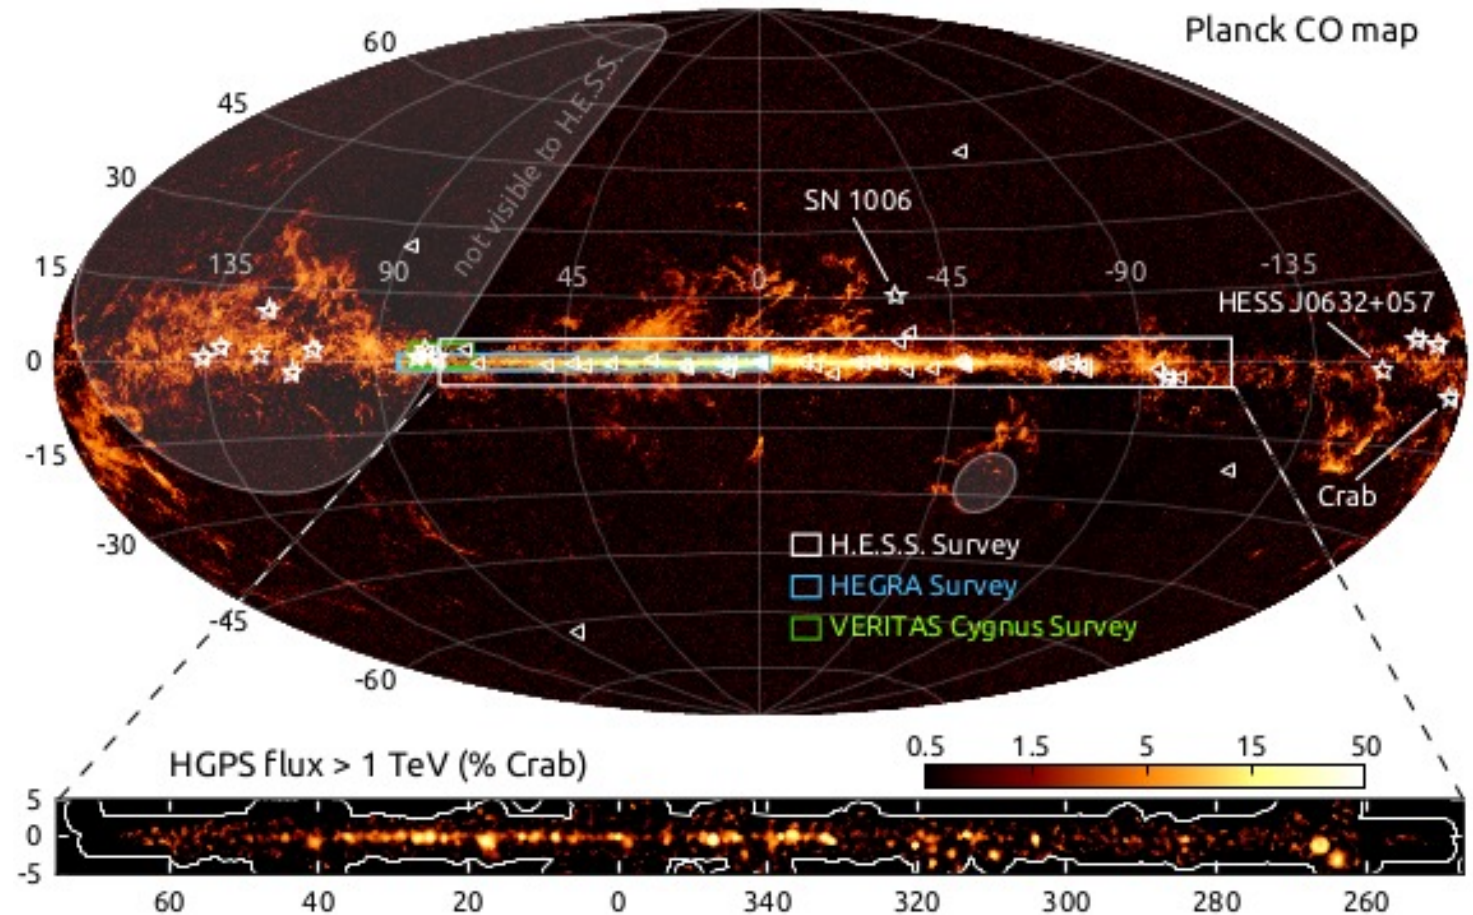 Planck CO map
60
45
not visible to H.E.S.S.
30
SN 1006
15
135
90
45
0
-45
-90
-135
HESS J0632+057
0
-15
Crab
-30
H.E.S.S. Survey
HEGRA Survey
-45
VERITAS Cygnus Survey
-60
HGPS flux > 1 TeV (% Crab)
0.5 1.5 5 15 50
5
0
-5
60 40 20 0 340 320 300 280 260